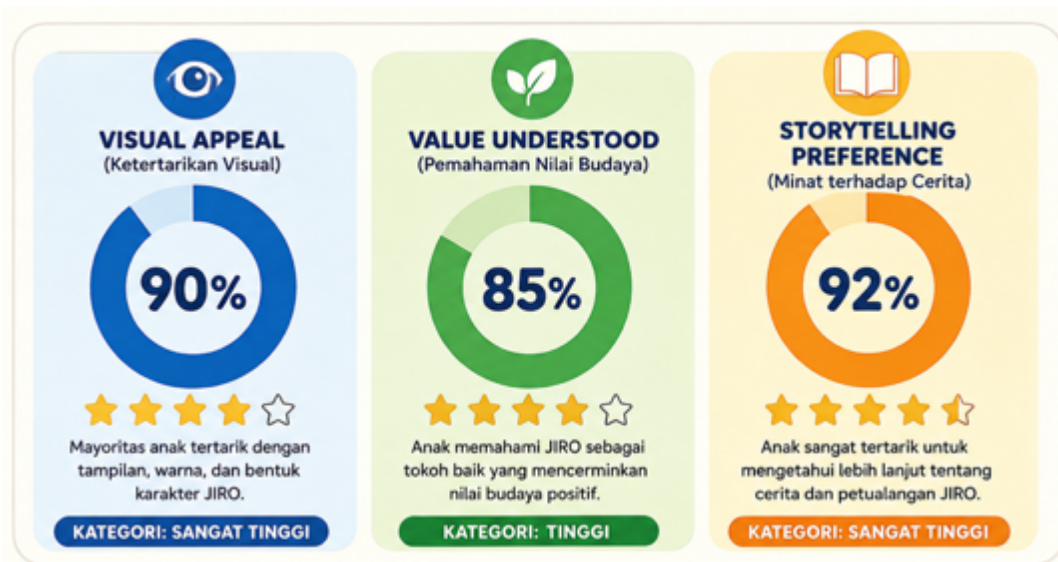 VISUAL APPEAL
(Ketertarikan Visual)
90%
Mayoritas anak tertarik dengan
tampilan, warna, dan bentuk
karakter JIRO.
KATEGORI: SANGAT TINGGI
VALUE UNDERSTOOD
(Pemahaman Nilai Budaya)
85%
Anak memahami JIRO sebagai
tokoh baik yang mencerminkan
nilai budaya positif.
KATEGORI: TINGGI
STORYTELLING
PREFERENCE
(Minat terhadap Cerita)
92%
Anak sangat tertarik untuk
mengetahui lebih lanjut tentang
cerita dan petualangan JIRO.
KATEGORI: SANGAT TINGGI